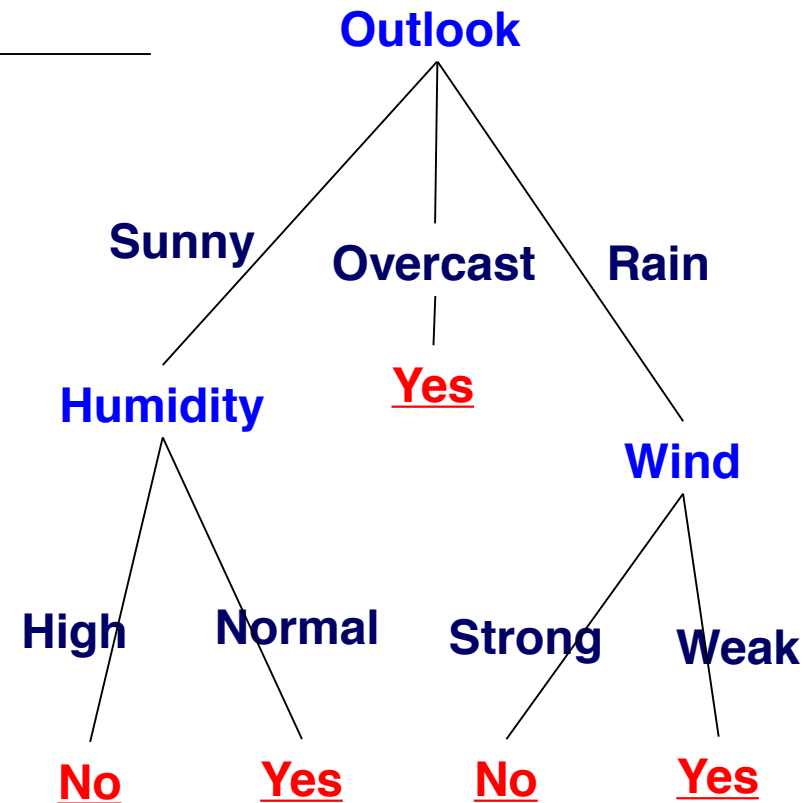 Outlook
Sunny
Overcast
Rain
Yes
Humidity
Wind
High
Normal
Strong
Weak
No
Yes
No
Yes